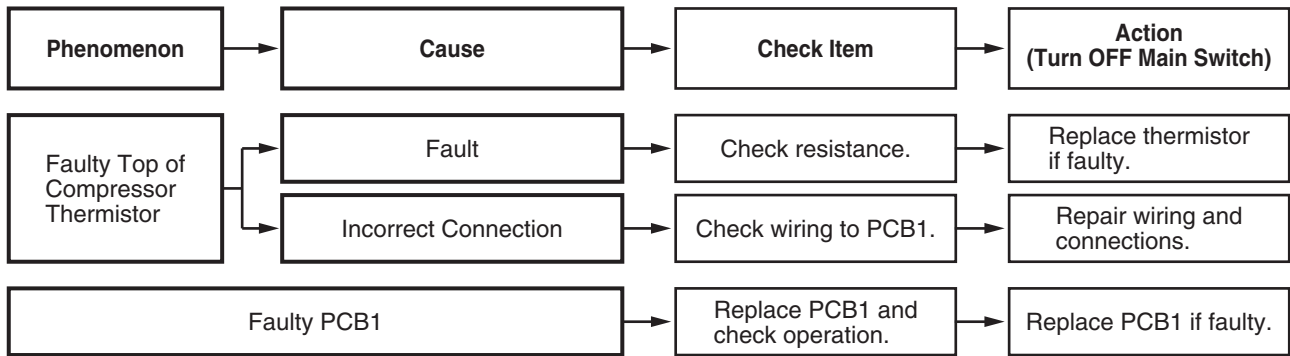 Phenomenon
Cause
Check Item
Action
(Turn OFF Main Switch)
Faulty Top of
Compressor
Thermistor
Fault
Check resistance.
Replace thermistor
if faulty.
Incorrect Connection
Check wiring to PCB1.
Repair wiring and
connections.
Faulty PCB1
Replace PCB1 and
check operation.
Replace PCB1 if faulty.